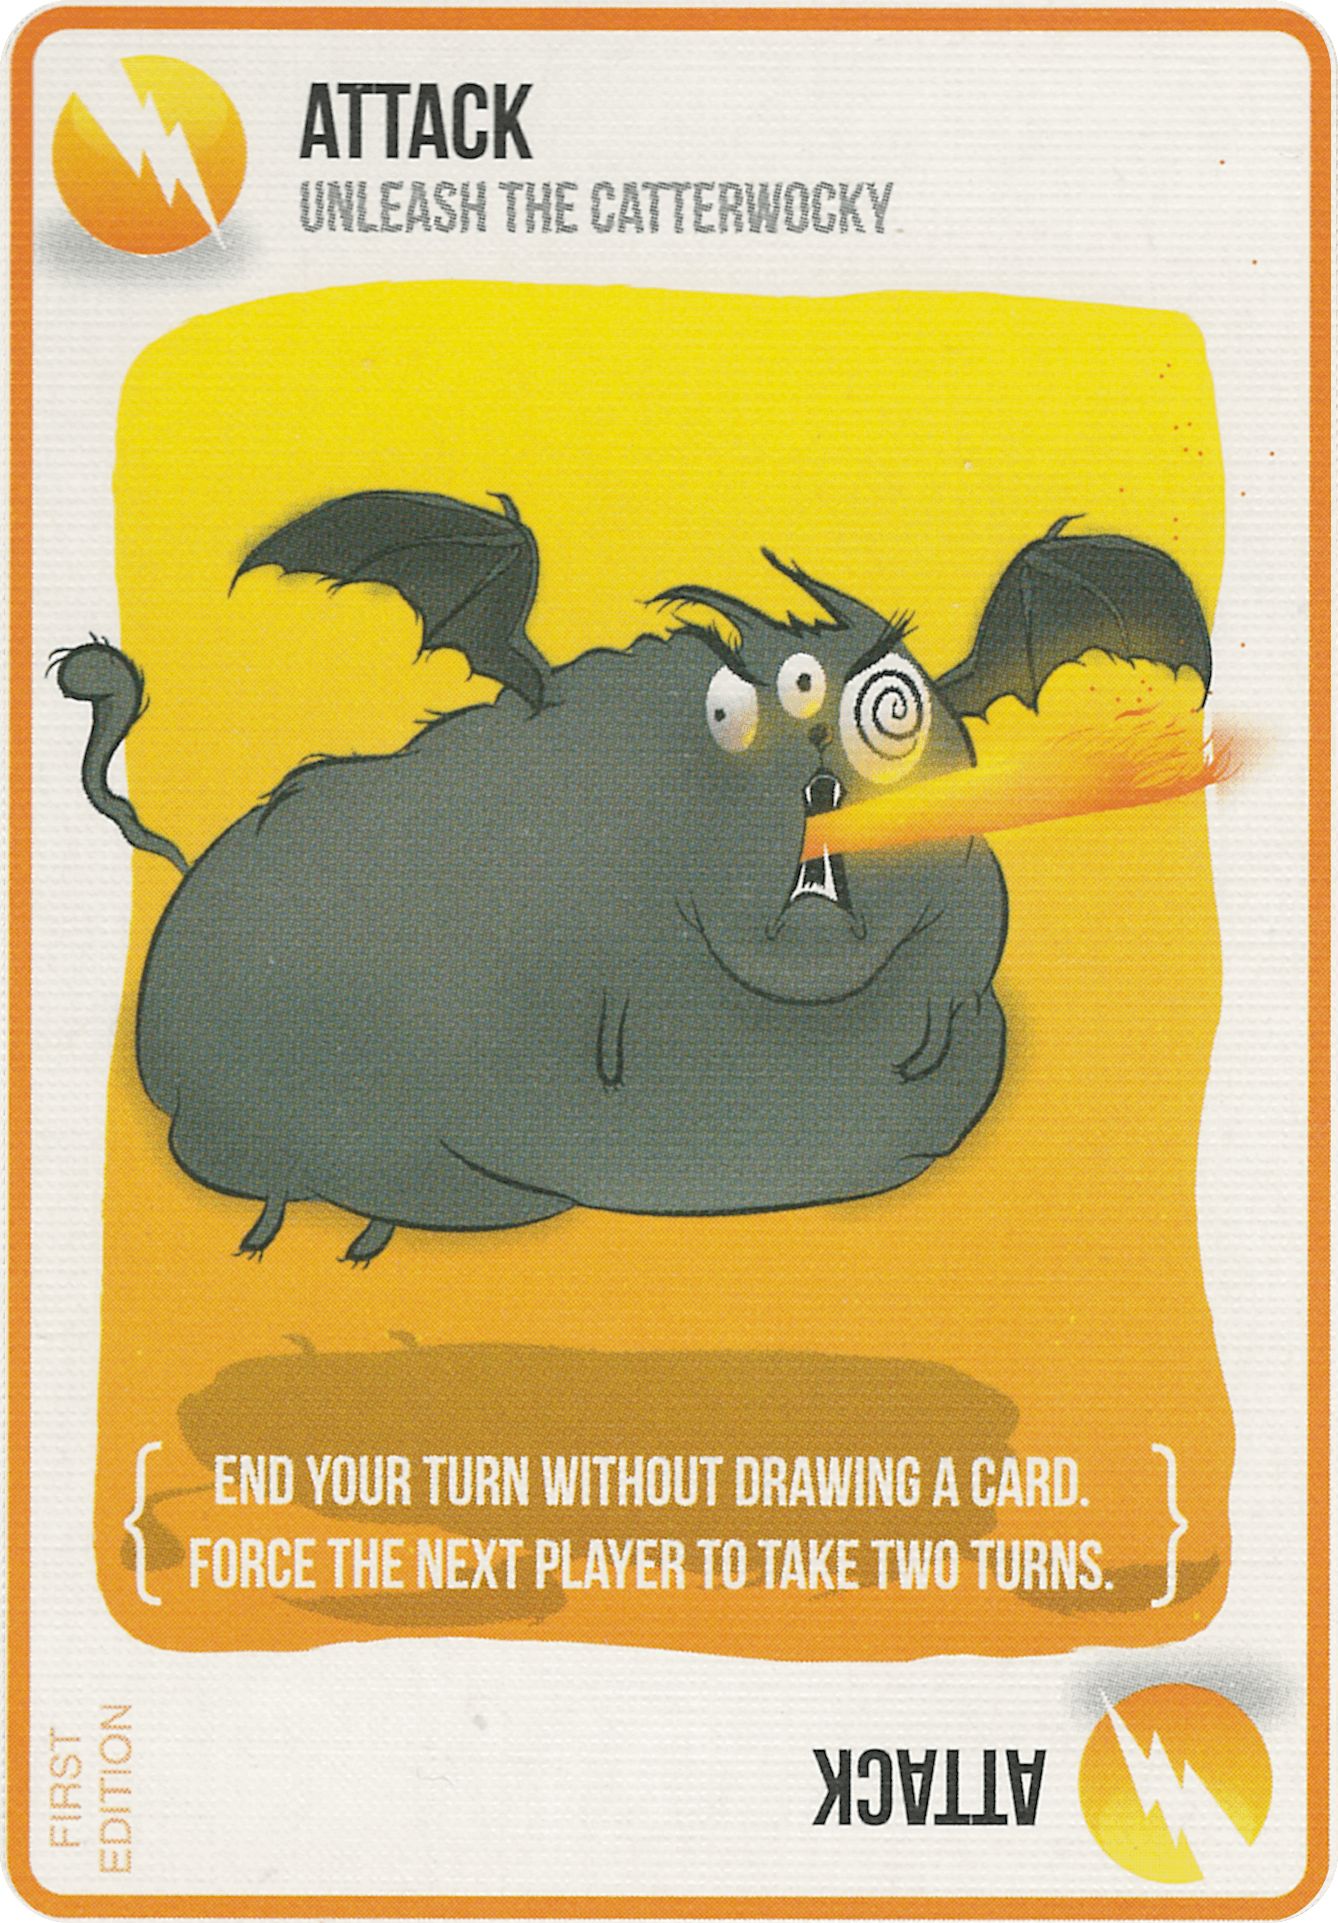 ATTACK
UNLEASH THE CATTERWOCKY
END YOUR TURN WITHOUT DRAWING A CARD.
FORCE THE NEXT PLAYER TO TAKE TWO TURNS.
FIRST
EDITION
ATTACK